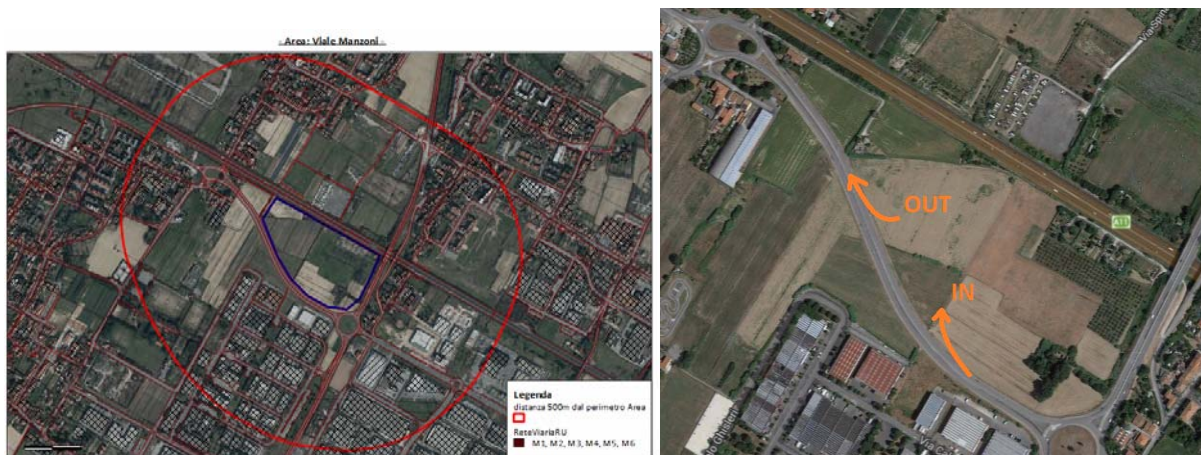 Area: Viale Manzoni
Legenda
distanza 500m dal perimetro Area
ReteViariaRU
M1, M2, M3, M4, M5, M6
OUT
IN
A11